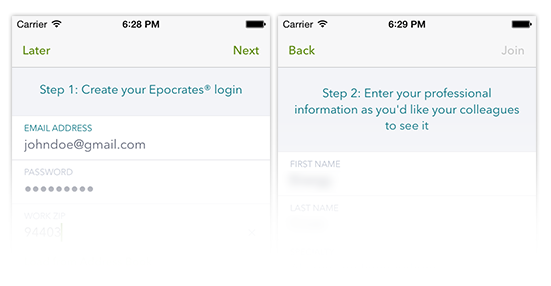 Carrier 6:28 PM
Later Next
Step 1: Create your Epocrates® login
EMAIL ADDRESS
johndoe@gmail.com
PASSWORD
•••••••••
WORK ZIP
94403
Carrier 6:29 PM
Back Join
Step 2: Enter your professional
information as you'd like your colleagues
to see it
FIRST NAME
LAST NAME